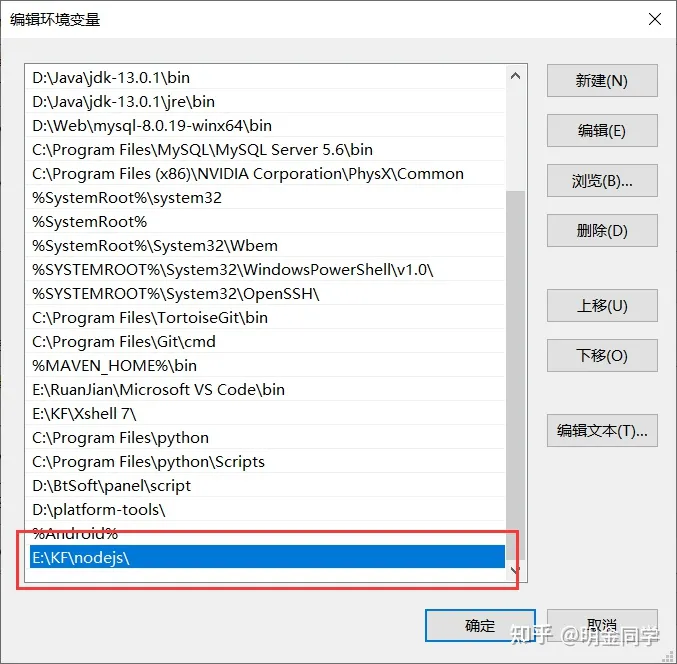 编辑环境变量
D:\Java\jdk-13.0.1\bin
D:\Java\jdk-13.0.1\jre\bin
D:\Web\mysql-8.0.19-winx64\bin
C:\Program Files\MySQL\MySQL Server 5.6\bin
C:\Program Files (x86)\NVIDIA Corporation\PhysX\Common
%SystemRoot%\system32
%SystemRoot%
%SystemRoot%\System32\Wbem
%SYSTEMROOT%\System32\WindowsPowerShell\v1.0\
%SYSTEMROOT%\System32\OpenSSH\
C:\Program Files\TortoiseGit\bin
C:\Program Files\Git\cmd
%MAVEN_HOME%\bin
E:\RuanJian\Microsoft VS Code\bin
E:\KF\Xshell 7\
C:\Program Files\python
C:\Program Files\python\Scripts
D:\BtSoft\panel\script
D:\platform-tools\
%Android%
E:\KF\nodejs\
新建(N)
编辑(E)
浏览(B)...
删除(D)
上移(U)
下移(O)
编辑文本(T)...
确定
取消
知乎 @明金同学